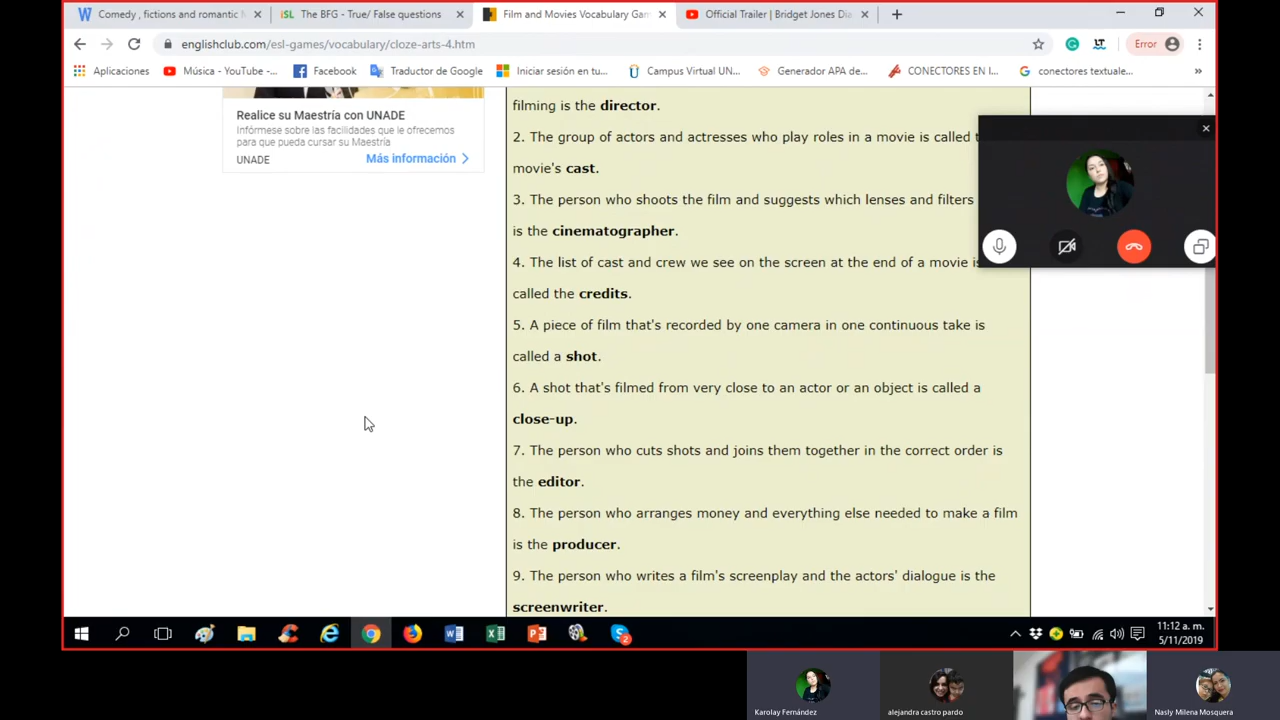 Comedy , fictions and romantic
The BFG - True/ False questions
Film and Movies Vocabulary Gam
Official Trailer | Bridget Jones Dia
englishclub.com/esl-games/vocabulary/cloze-arts-4.htm
Error
Aplicaciones
Música - YouTube -...
Facebook
Traductor de Google
Iniciar sesión en tu...
Campus Virtual UN...
Generador APA de...
CONECTORES EN I...
conectores textuale...
»
Realice su Maestría con UNADE
Infórmese sobre las facilidades que le ofrecemos
para que pueda cursar su Maestría
UNADE
Más información
filming is the director.
2. The group of actors and actresses who play roles in a movie is called
movie's cast.
3. The person who shoots the film and suggests which lenses and filters
is the cinematographer.
4. The list of cast and crew we see on the screen at the end of a movie is
called the credits.
5. A piece of film that's recorded by one camera in one continuous take is
called a shot.
6. A shot that's filmed from very close to an actor or an object is called a
close-up.
7. The person who cuts shots and joins them together in the correct order is
the editor.
8. The person who arranges money and everything else needed to make a film
is the producer.
9. The person who writes a film's screenplay and the actors' dialogue is the
screenwriter.
11:12 a. m.
5/11/2019
Karolay Fernández
alejandra castro pardo
Nasly Milena Mosquera